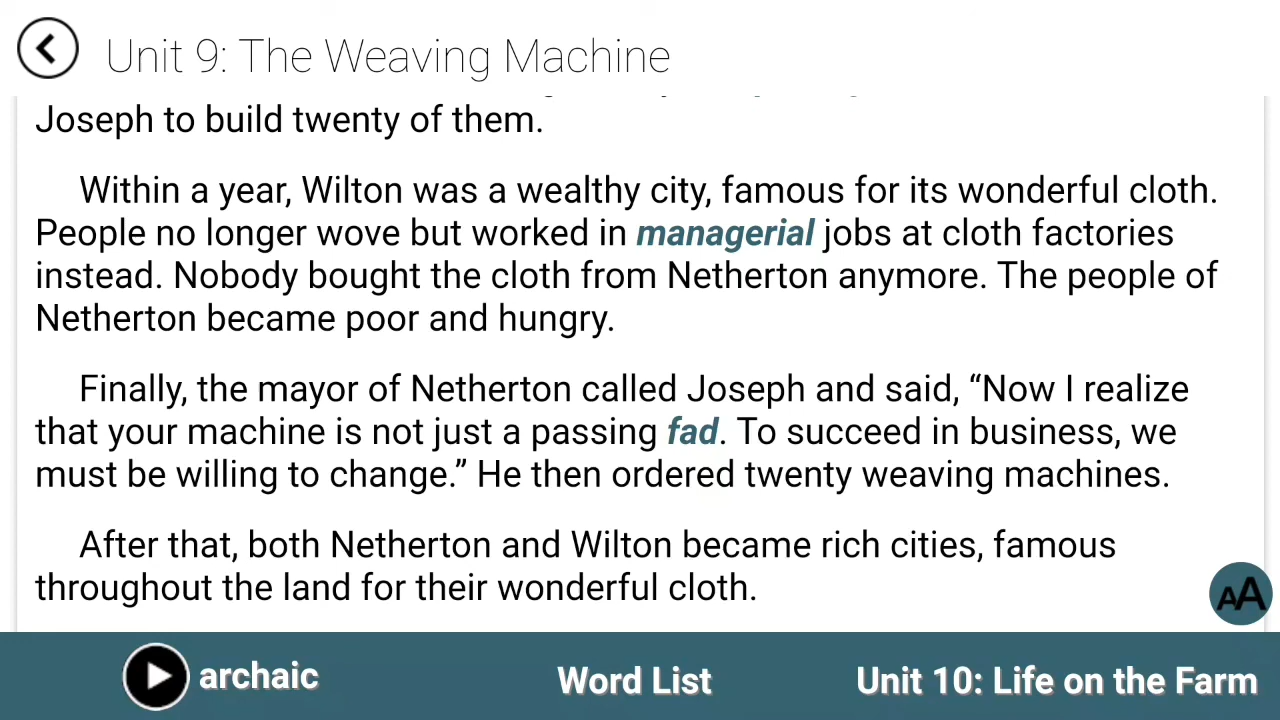 Unit 9: The Weaving Machine
Joseph to build twenty of them.
Within a year, Wilton was a wealthy city, famous for its wonderful cloth.
People no longer wove but worked in managerial jobs at cloth factories
instead. Nobody bought the cloth from Netherton anymore. The people of
Netherton became poor and hungry.
Finally, the mayor of Netherton called Joseph and said, “Now I realize
that your machine is not just a passing fad. To succeed in business, we
must be willing to change.” He then ordered twenty weaving machines.
After that, both Netherton and Wilton became rich cities, famous
throughout the land for their wonderful cloth.
AA
archaic
Word List
Unit 10: Life on the Farm